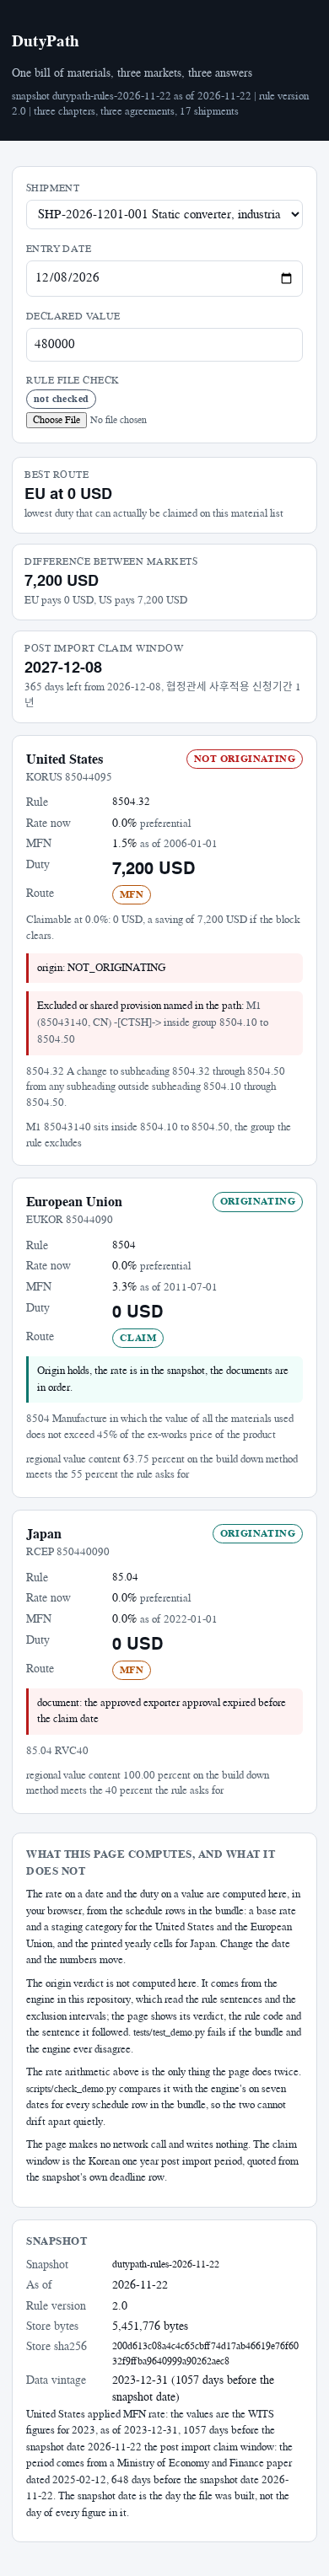 DutyPath
One bill of materials, three markets, three answers
snapshot dutypath-rules-2026-11-22 as of 2026-11-22 | rule version
2.0 | three chapters, three agreements, 17 shipments
SHIPMENT
SHP-2026-1201-001 Static converter, industria
ENTRY DATE
12/08/2026
DECLARED VALUE
480000
RULE FILE CHECK
not checked
Choose File No file chosen
BEST ROUTE
EU at 0 USD
lowest duty that can actually be claimed on this material list
DIFFERENCE BETWEEN MARKETS
7,200 USD
EU pays 0 USD, US pays 7,200 USD
POST IMPORT CLAIM WINDOW
2027-12-08
365 days left from 2026-12-08, 협정관세 사후적용 신청기간 1
년
United States NOT ORIGINATING
KORUS 85044095
Rule 8504.32
Rate now 0.0% preferential
MFN 1.5% as of 2006-01-01
Duty 7,200 USD
Route MFN
Claimable at 0.0%: 0 USD, a saving of 7,200 USD if the block
clears.
origin: NOT_ORIGINATING
Excluded or shared provision named in the path: M1
(85043140, CN) -[CTSH]-> inside group 8504.10 to
8504.50
8504.32 A change to subheading 8504.32 through 8504.50
from any subheading outside subheading 8504.10 through
8504.50.
M1 85043140 sits inside 8504.10 to 8504.50, the group the
rule excludes
European Union ORIGINATING
EUKOR 85044090
Rule 8504
Rate now 0.0% preferential
MFN 3.3% as of 2011-07-01
Duty 0 USD
Route CLAIM
Origin holds, the rate is in the snapshot, the documents are
in order.
8504 Manufacture in which the value of all the materials used
does not exceed 45% of the ex-works price of the product
regional value content 63.75 percent on the build down method
meets the 55 percent the rule asks for
Japan ORIGINATING
RCEP 850440090
Rule 85.04
Rate now 0.0% preferential
MFN 0.0% as of 2022-01-01
Duty 0 USD
Route MFN
document: the approved exporter approval expired before
the claim date
85.04 RVC40
regional value content 100.00 percent on the build down
method meets the 40 percent the rule asks for
WHAT THIS PAGE COMPUTES, AND WHAT IT
DOES NOT
The rate on a date and the duty on a value are computed here, in
your browser, from the schedule rows in the bundle: a base rate
and a staging category for the United States and the European
Union, and the printed yearly cells for Japan. Change the date
and the numbers move.
The origin verdict is not computed here. It comes from the
engine in this repository, which read the rule sentences and the
exclusion intervals; the page shows its verdict, the rule code and
the sentence it followed. tests/test_demo.py fails if the bundle and
the engine ever disagree.
The rate arithmetic above is the only thing the page does twice.
scripts/check_demo.py compares it with the engine's on seven
dates for every schedule row in the bundle, so the two cannot
drift apart quietly.
The page makes no network call and writes nothing. The claim
window is the Korean one year post import period, quoted from
the snapshot's own deadline row.
SNAPSHOT
Snapshot dutypath-rules-2026-11-22
As of 2026-11-22
Rule version 2.0
Store bytes 5,451,776 bytes
Store sha256 200d613c08a4c4c65cbff74d17ab46619e76f60
32f9ffba9640999a90262aec8
Data vintage 2023-12-31 (1057 days before the
snapshot date)
United States applied MFN rate: the values are the WITS
figures for 2023, as of 2023-12-31, 1057 days before the
snapshot date 2026-11-22 the post import claim window: the
period comes from a Ministry of Economy and Finance paper
dated 2025-02-12, 648 days before the snapshot date 2026-
11-22. The snapshot date is the day the file was built, not the
day of every figure in it.